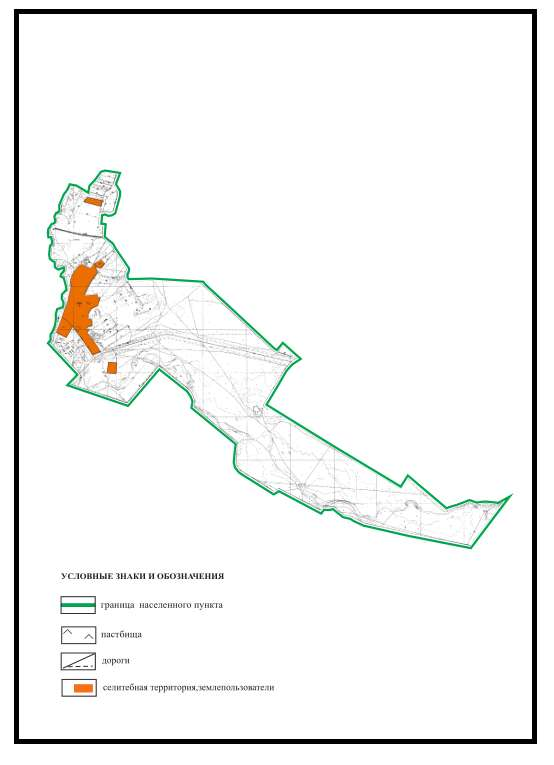 УСЛОВНЫЕ ЗНАКИ И ОБОЗНАЧЕНИЯ
граница населенного пункта
пастбища
дороги
селитебная территория,землепользователи